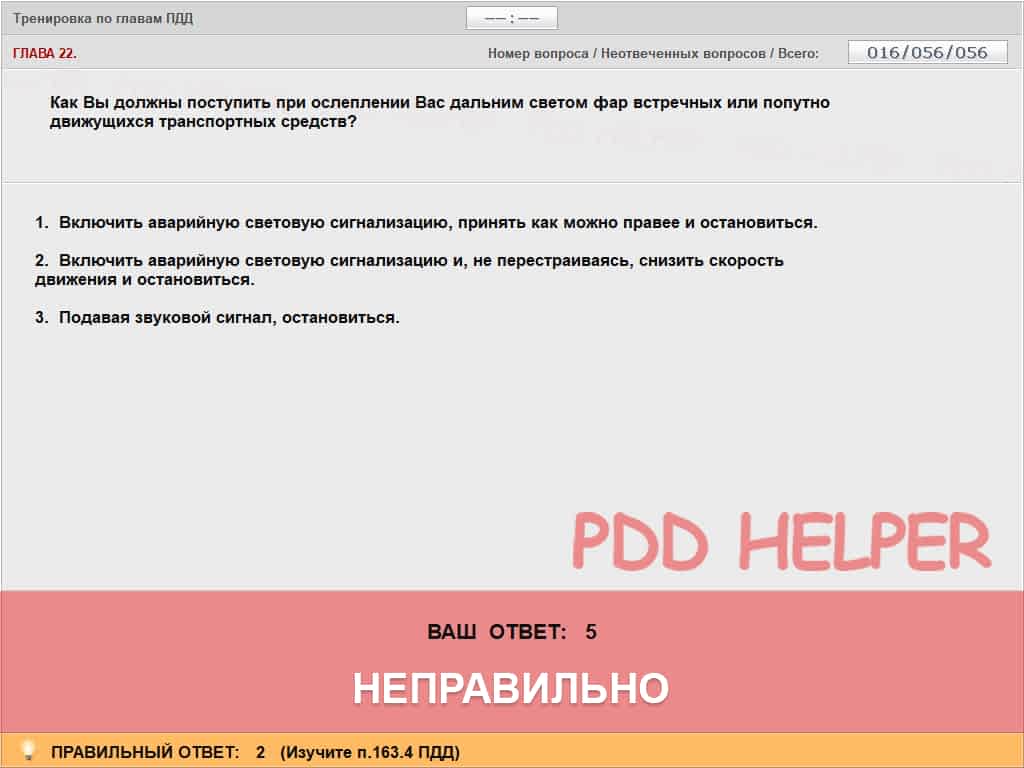 Тренировка по главам ПДД
–– : ––
ГЛАВА 22.
Номер вопроса / Неотвеченных вопросов / Всего:
016/056/056
Как Вы должны поступить при ослеплении Вас дальним светом фар встречных или попутно
движущихся транспортных средств?
1. Включить аварийную световую сигнализацию, принять как можно правее и остановиться.
2. Включить аварийную световую сигнализацию и, не перестраиваясь, снизить скорость
движения и остановиться.
3. Подавая звуковой сигнал, остановиться.
PDD HELPER
ВАШ ОТВЕТ: 5
НЕПРАВИЛЬНО
ПРАВИЛЬНЫЙ ОТВЕТ: 2 (Изучите п.163.4 ПДД)